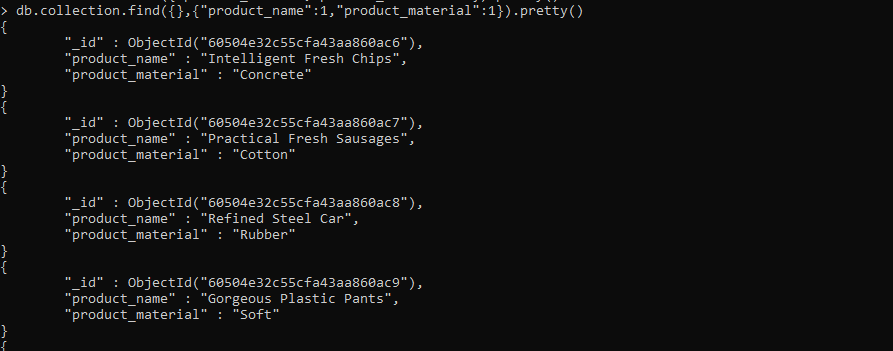 > db.collection.find({},{"product_name":1,"product_material":1}).pretty()
{
        "_id" : ObjectId("60504e32c55cfa43aa860ac6"),
        "product_name" : "Intelligent Fresh Chips",
        "product_material" : "Concrete"
}
{
        "_id" : ObjectId("60504e32c55cfa43aa860ac7"),
        "product_name" : "Practical Fresh Sausages",
        "product_material" : "Cotton"
}
{
        "_id" : ObjectId("60504e32c55cfa43aa860ac8"),
        "product_name" : "Refined Steel Car",
        "product_material" : "Rubber"
}
{
        "_id" : ObjectId("60504e32c55cfa43aa860ac9"),
        "product_name" : "Gorgeous Plastic Pants",
        "product_material" : "Soft"
}
{